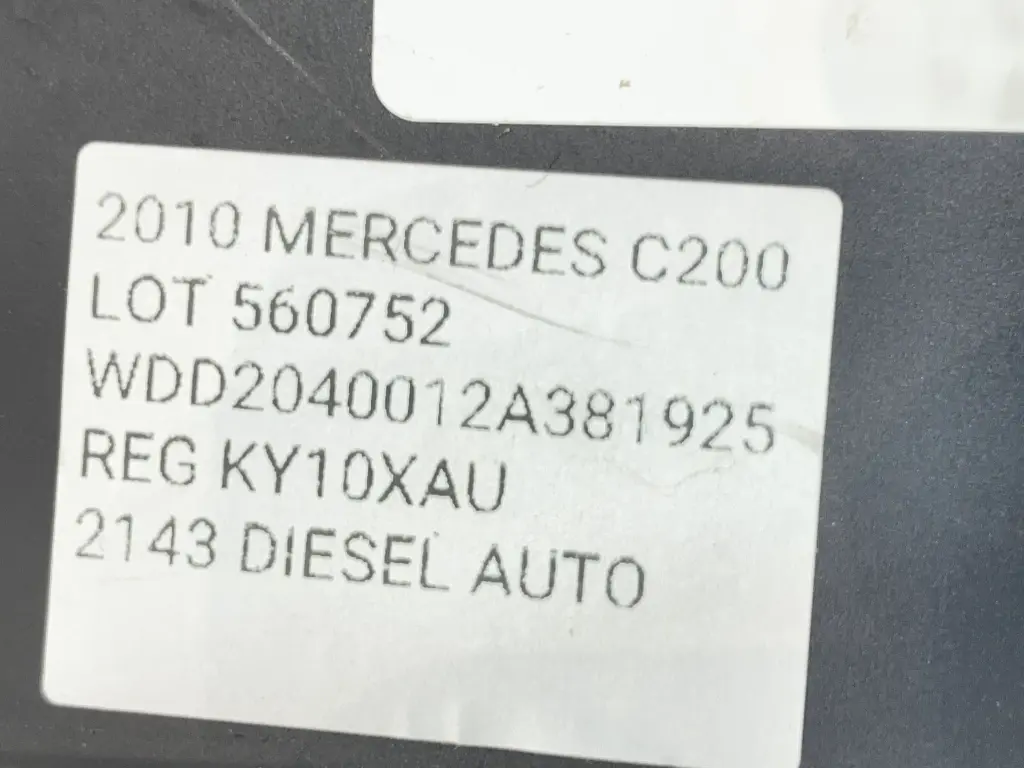 2010 MERCEDES C200
LOT 560752
WDD2040012A381925
REG KY10XAU
2143 DIESEL AUTO